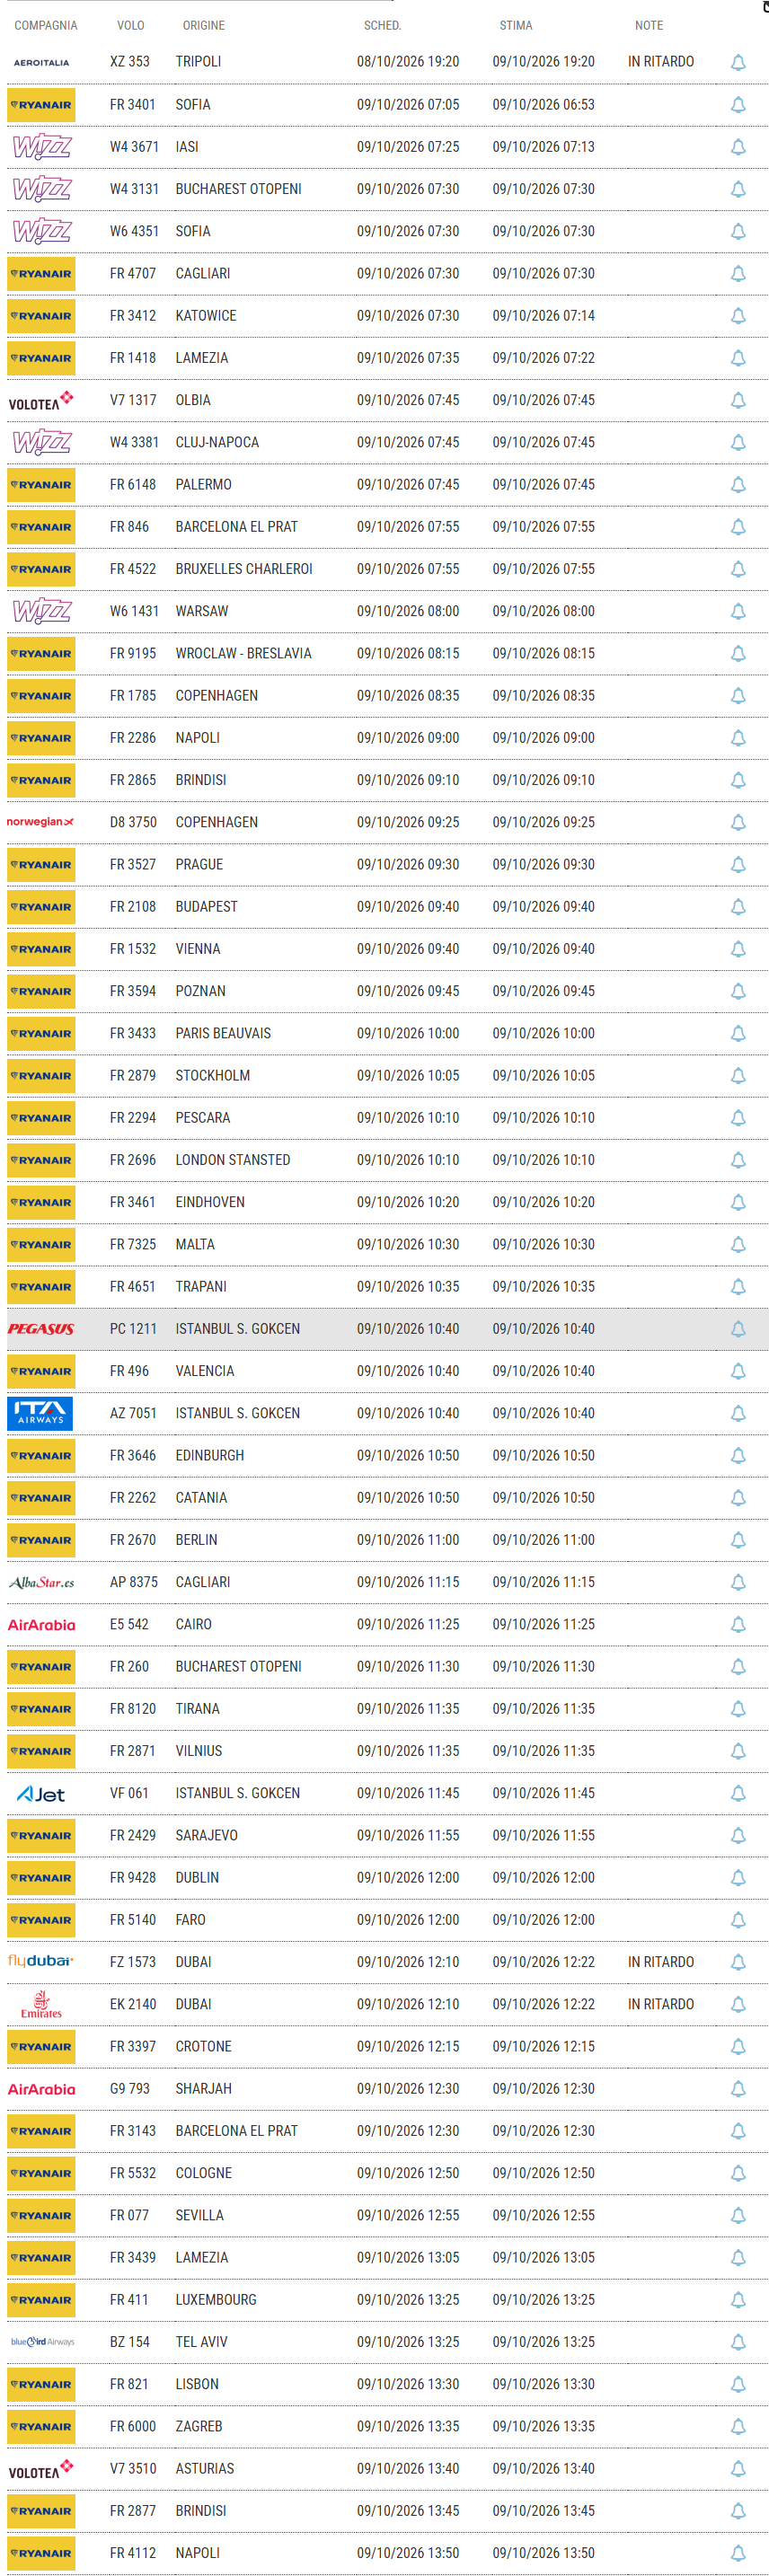 COMPAGNIA VOLO ORIGINE SCHED. STIMA NOTE
AEROITALIA XZ 353 TRIPOLI 08/10/2026 19:20 09/10/2026 19:20 IN RITARDO
RYANAIR FR 3401 SOFIA 09/10/2026 07:05 09/10/2026 06:53
WIZZ W4 3671 IASI 09/10/2026 07:25 09/10/2026 07:13
WIZZ W4 3131 BUCHAREST OTOPENI 09/10/2026 07:30 09/10/2026 07:30
WIZZ W6 4351 SOFIA 09/10/2026 07:30 09/10/2026 07:30
RYANAIR FR 4707 CAGLIARI 09/10/2026 07:30 09/10/2026 07:30
RYANAIR FR 3412 KATOWICE 09/10/2026 07:30 09/10/2026 07:14
RYANAIR FR 1418 LAMEZIA 09/10/2026 07:35 09/10/2026 07:22
VOLOTEA V7 1317 OLBIA 09/10/2026 07:45 09/10/2026 07:45
WIZZ W4 3381 CLUJ-NAPOCA 09/10/2026 07:45 09/10/2026 07:45
RYANAIR FR 6148 PALERMO 09/10/2026 07:45 09/10/2026 07:45
RYANAIR FR 846 BARCELONA EL PRAT 09/10/2026 07:55 09/10/2026 07:55
RYANAIR FR 4522 BRUXELLES CHARLEROI 09/10/2026 07:55 09/10/2026 07:55
WIZZ W6 1431 WARSAW 09/10/2026 08:00 09/10/2026 08:00
RYANAIR FR 9195 WROCLAW - BRESLAVIA 09/10/2026 08:15 09/10/2026 08:15
RYANAIR FR 1785 COPENHAGEN 09/10/2026 08:35 09/10/2026 08:35
RYANAIR FR 2286 NAPOLI 09/10/2026 09:00 09/10/2026 09:00
RYANAIR FR 2865 BRINDISI 09/10/2026 09:10 09/10/2026 09:10
norwegian D8 3750 COPENHAGEN 09/10/2026 09:25 09/10/2026 09:25
RYANAIR FR 3527 PRAGUE 09/10/2026 09:30 09/10/2026 09:30
RYANAIR FR 2108 BUDAPEST 09/10/2026 09:40 09/10/2026 09:40
RYANAIR FR 1532 VIENNA 09/10/2026 09:40 09/10/2026 09:40
RYANAIR FR 3594 POZNAN 09/10/2026 09:45 09/10/2026 09:45
RYANAIR FR 3433 PARIS BEAUVAIS 09/10/2026 10:00 09/10/2026 10:00
RYANAIR FR 2879 STOCKHOLM 09/10/2026 10:05 09/10/2026 10:05
RYANAIR FR 2294 PESCARA 09/10/2026 10:10 09/10/2026 10:10
RYANAIR FR 2696 LONDON STANSTED 09/10/2026 10:10 09/10/2026 10:10
RYANAIR FR 3461 EINDHOVEN 09/10/2026 10:20 09/10/2026 10:20
RYANAIR FR 7325 MALTA 09/10/2026 10:30 09/10/2026 10:30
RYANAIR FR 4651 TRAPANI 09/10/2026 10:35 09/10/2026 10:35
PEGASUS PC 1211 ISTANBUL S. GOKCEN 09/10/2026 10:40 09/10/2026 10:40
RYANAIR FR 496 VALENCIA 09/10/2026 10:40 09/10/2026 10:40
ITA AIRWAYS AZ 7051 ISTANBUL S. GOKCEN 09/10/2026 10:40 09/10/2026 10:40
RYANAIR FR 3646 EDINBURGH 09/10/2026 10:50 09/10/2026 10:50
RYANAIR FR 2262 CATANIA 09/10/2026 10:50 09/10/2026 10:50
RYANAIR FR 2670 BERLIN 09/10/2026 11:00 09/10/2026 11:00
AlbaStar.es AP 8375 CAGLIARI 09/10/2026 11:15 09/10/2026 11:15
AirArabia E5 542 CAIRO 09/10/2026 11:25 09/10/2026 11:25
RYANAIR FR 260 BUCHAREST OTOPENI 09/10/2026 11:30 09/10/2026 11:30
RYANAIR FR 8120 TIRANA 09/10/2026 11:35 09/10/2026 11:35
RYANAIR FR 2871 VILNIUS 09/10/2026 11:35 09/10/2026 11:35
AJet VF 061 ISTANBUL S. GOKCEN 09/10/2026 11:45 09/10/2026 11:45
RYANAIR FR 2429 SARAJEVO 09/10/2026 11:55 09/10/2026 11:55
RYANAIR FR 9428 DUBLIN 09/10/2026 12:00 09/10/2026 12:00
RYANAIR FR 5140 FARO 09/10/2026 12:00 09/10/2026 12:00
flydubai FZ 1573 DUBAI 09/10/2026 12:10 09/10/2026 12:22 IN RITARDO
Emirates EK 2140 DUBAI 09/10/2026 12:10 09/10/2026 12:22 IN RITARDO
RYANAIR FR 3397 CROTONE 09/10/2026 12:15 09/10/2026 12:15
AirArabia G9 793 SHARJAH 09/10/2026 12:30 09/10/2026 12:30
RYANAIR FR 3143 BARCELONA EL PRAT 09/10/2026 12:30 09/10/2026 12:30
RYANAIR FR 5532 COLOGNE 09/10/2026 12:50 09/10/2026 12:50
RYANAIR FR 077 SEVILLA 09/10/2026 12:55 09/10/2026 12:55
RYANAIR FR 3439 LAMEZIA 09/10/2026 13:05 09/10/2026 13:05
RYANAIR FR 411 LUXEMBOURG 09/10/2026 13:25 09/10/2026 13:25
blueBird Airways BZ 154 TEL AVIV 09/10/2026 13:25 09/10/2026 13:25
RYANAIR FR 821 LISBON 09/10/2026 13:30 09/10/2026 13:30
RYANAIR FR 6000 ZAGREB 09/10/2026 13:35 09/10/2026 13:35
VOLOTEA V7 3510 ASTURIAS 09/10/2026 13:40 09/10/2026 13:40
RYANAIR FR 2877 BRINDISI 09/10/2026 13:45 09/10/2026 13:45
RYANAIR FR 4112 NAPOLI 09/10/2026 13:50 09/10/2026 13:50